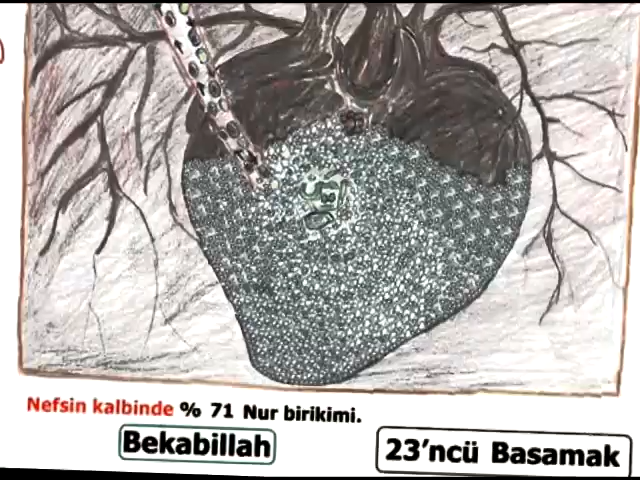 Nefsin kalbinde % 71 Nur birikimi.
Bekabillah
23'ncü Basamak